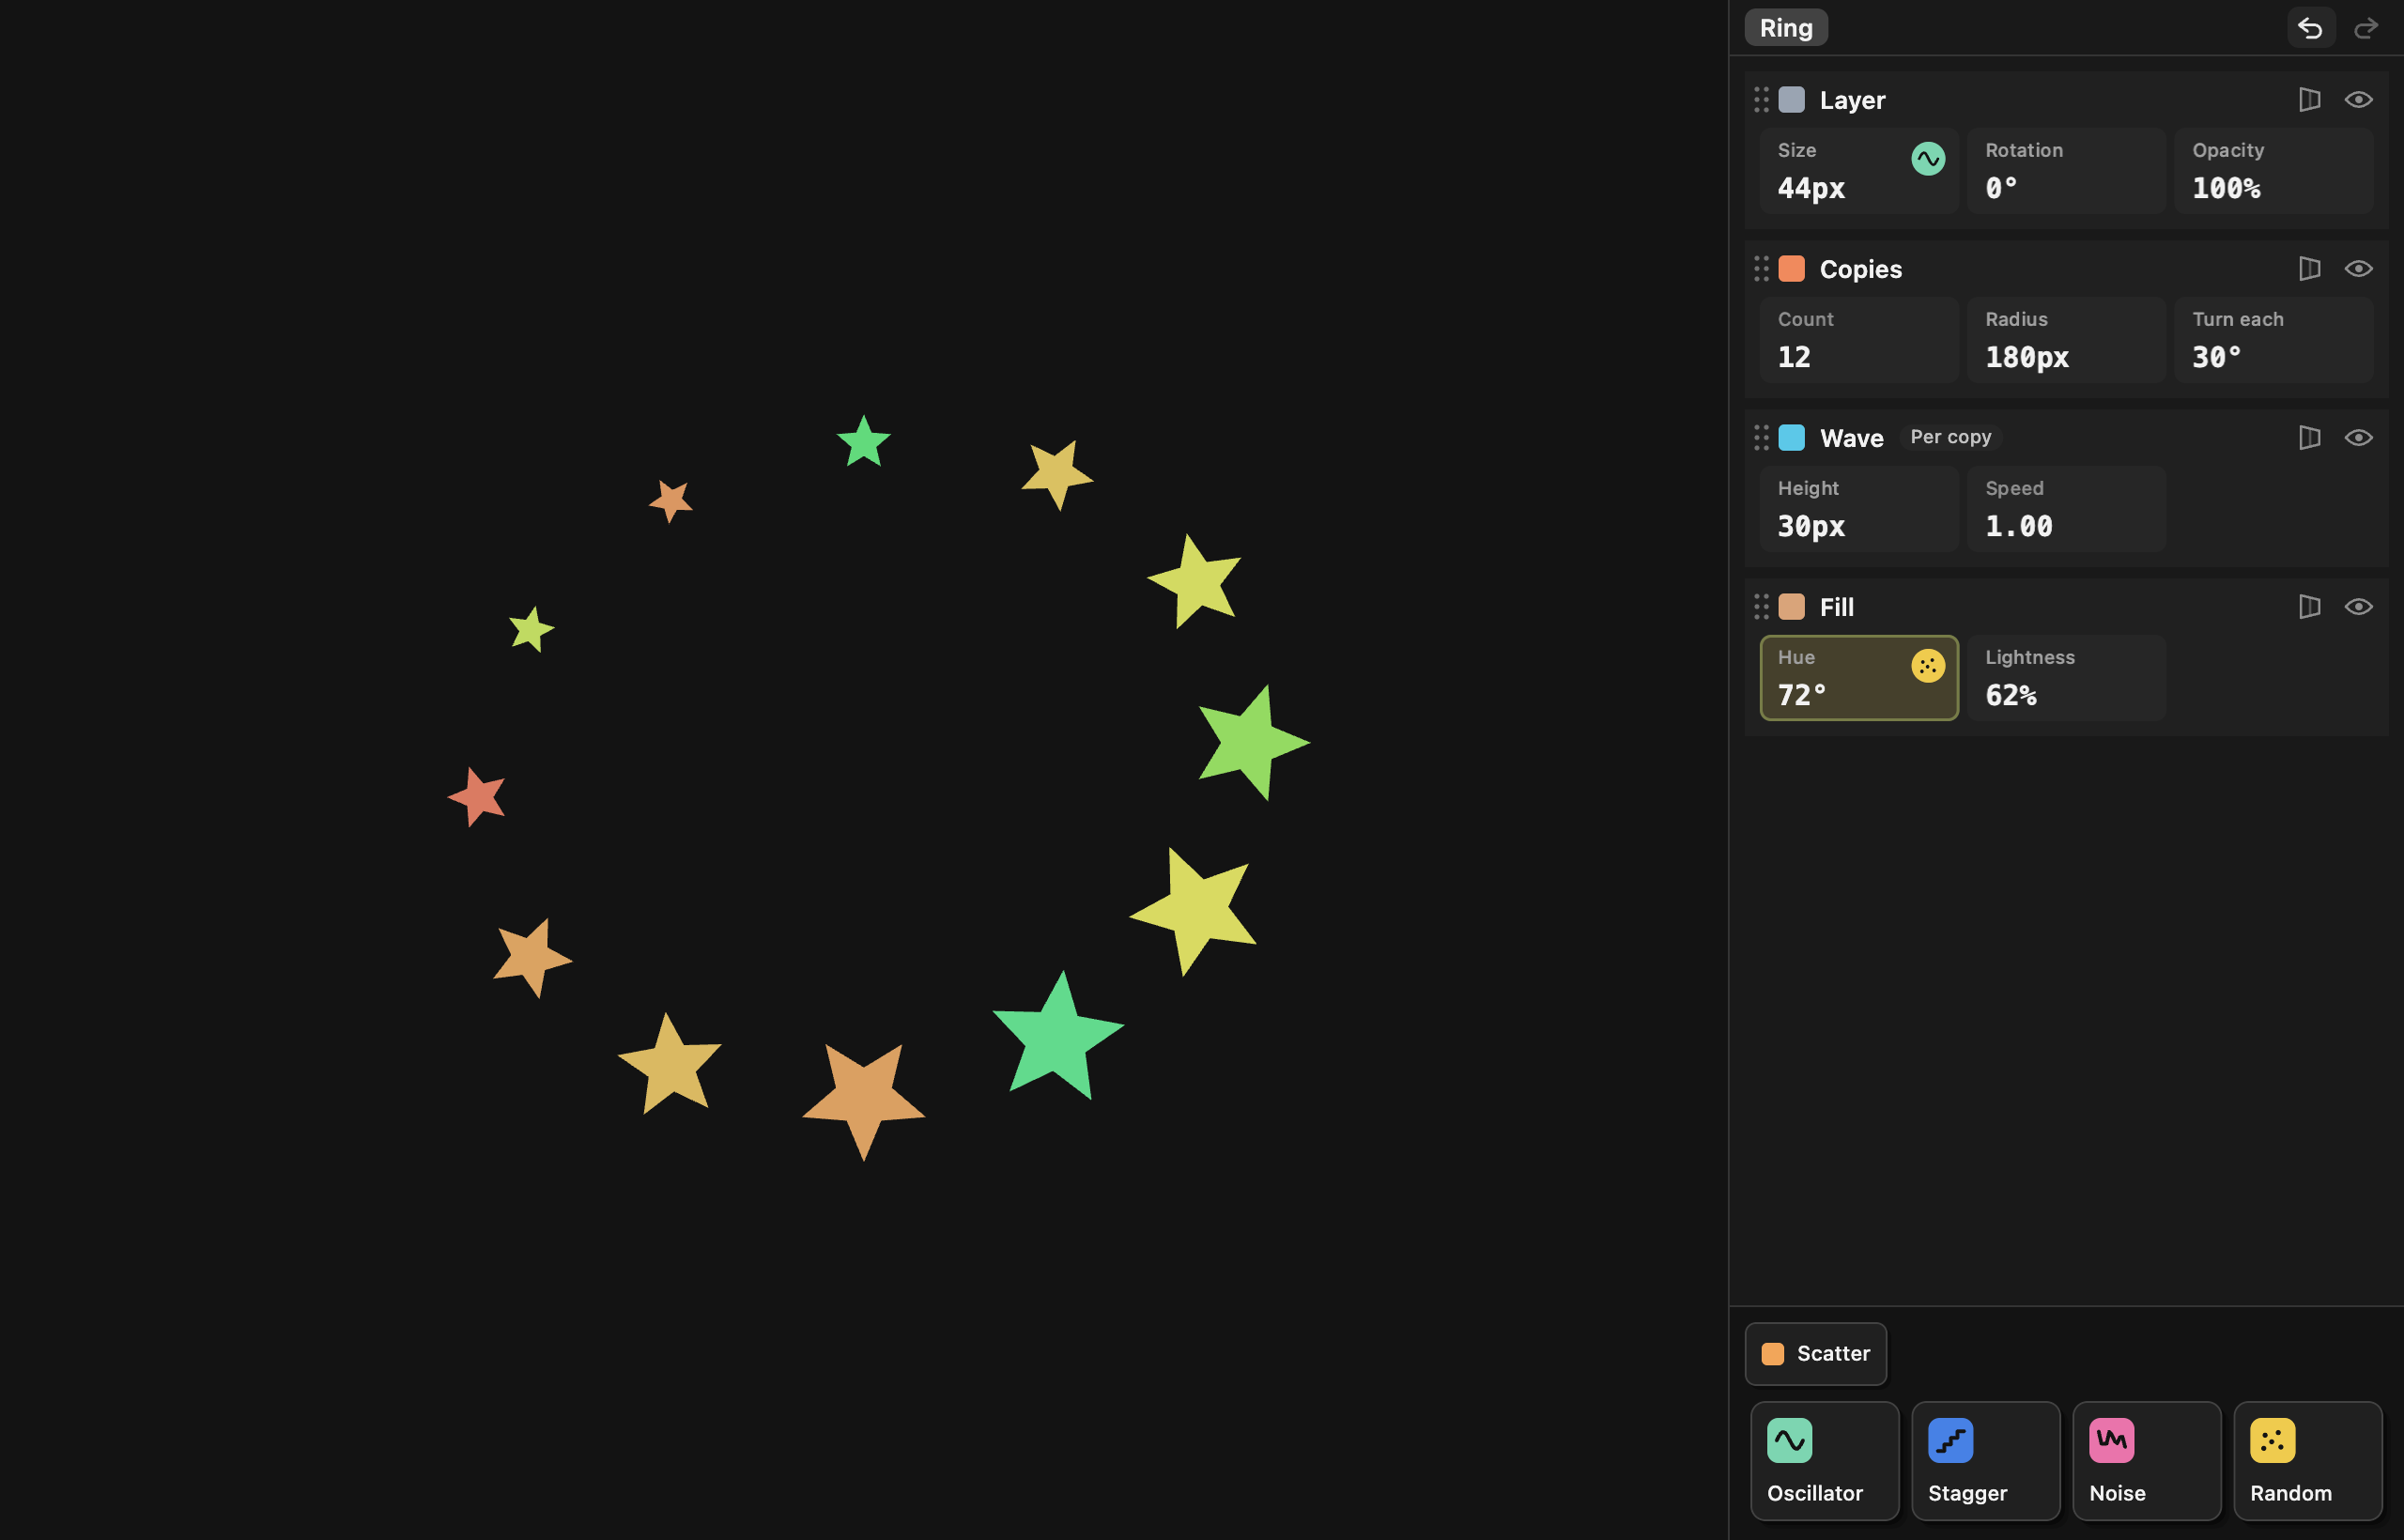 Ring
Layer
Size
Rotation
Opacity
44px
0°
100%
Copies
Count
Radius
Turn each
12
180px
30°
Wave Per copy
Height
Speed
30px
1.00
Fill
Hue
Lightness
72°
62%
Scatter
Oscillator
Stagger
Noise
Random